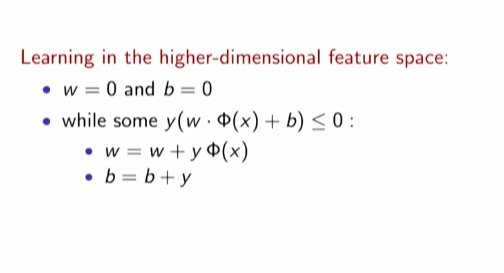 Learning in the higher-dimensional feature space:
• w = 0 and b = 0
• while some y(w · Φ(x) + b) ≤ 0 :
• w = w + y Φ(x)
• b = b + y